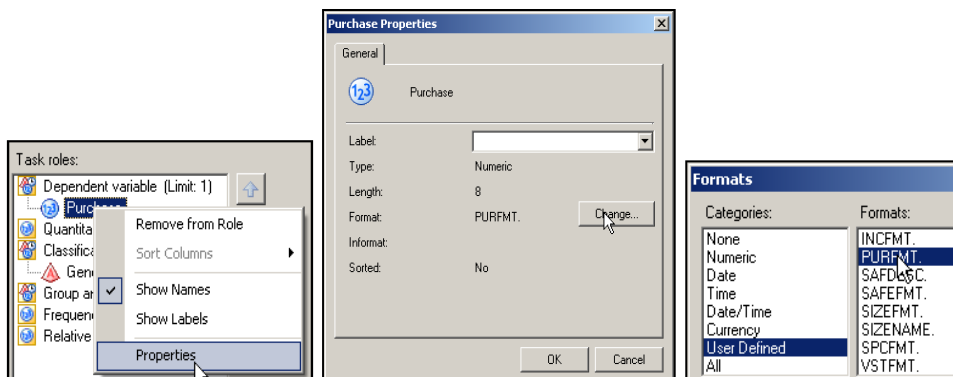 Task roles:
Dependent variable (Limit: 1)
Quantita
Classifica
Gen
Group an
Frequen
Relative
Remove from Role
Sort Columns
Show Names
Show Labels
Properties
Purchase Properties
General
Purchase
Label:
Type: Numeric
Length: 8
Format: PURFMT. Change...
Informat:
Sorted: No
OK Cancel
Formats
Categories:
None
Numeric
Date
Time
Date/Time
Currency
User Defined
All
Formats:
INCFMT.
PURFMT.
SAFEFMT.
SIZEFMT.
SIZENAME.
SPCFMT.
VSTFMT.